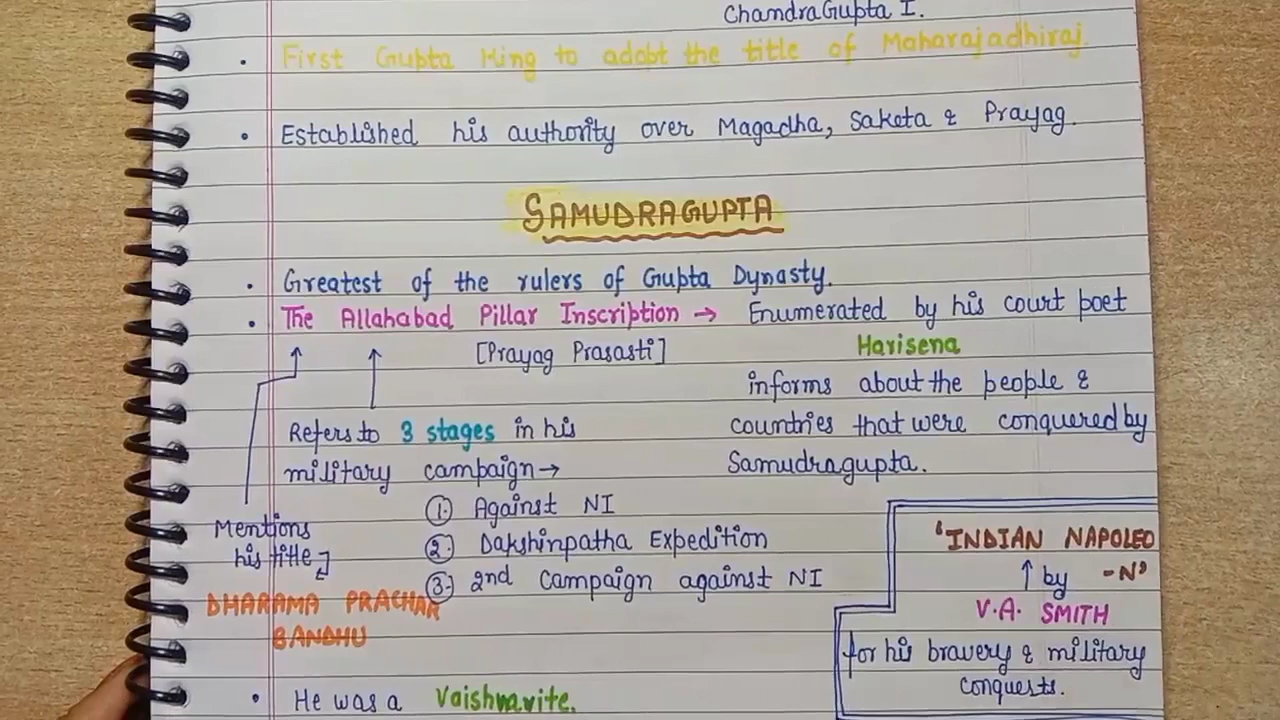 ChandraGupta I.
• First Gupta King to adopt the title of Maharajadhiraj.
• Established his authority over Magadha, Saketa & Prayag.
SAMUDRAGUPTA
• Greatest of the rulers of Gupta Dynasty.
• The Allahabad Pillar Inscription → Enumerated by his court poet
[Prayag Prasasti] Harisena
informs about the people &
countries that were conquered by
Samudragupta.
Refers to 3 stages in his
military campaign →
① Against NI
② Dakshinpatha Expedition
③ 2nd Campaign against NI
Mentions
his title
DHARAMA PRACHAR
BANDHU
'INDIAN NAPOLEO
-N'
↑ by
V.A. SMITH
for his bravery & military
conquests.
• He was a Vaishnavite.